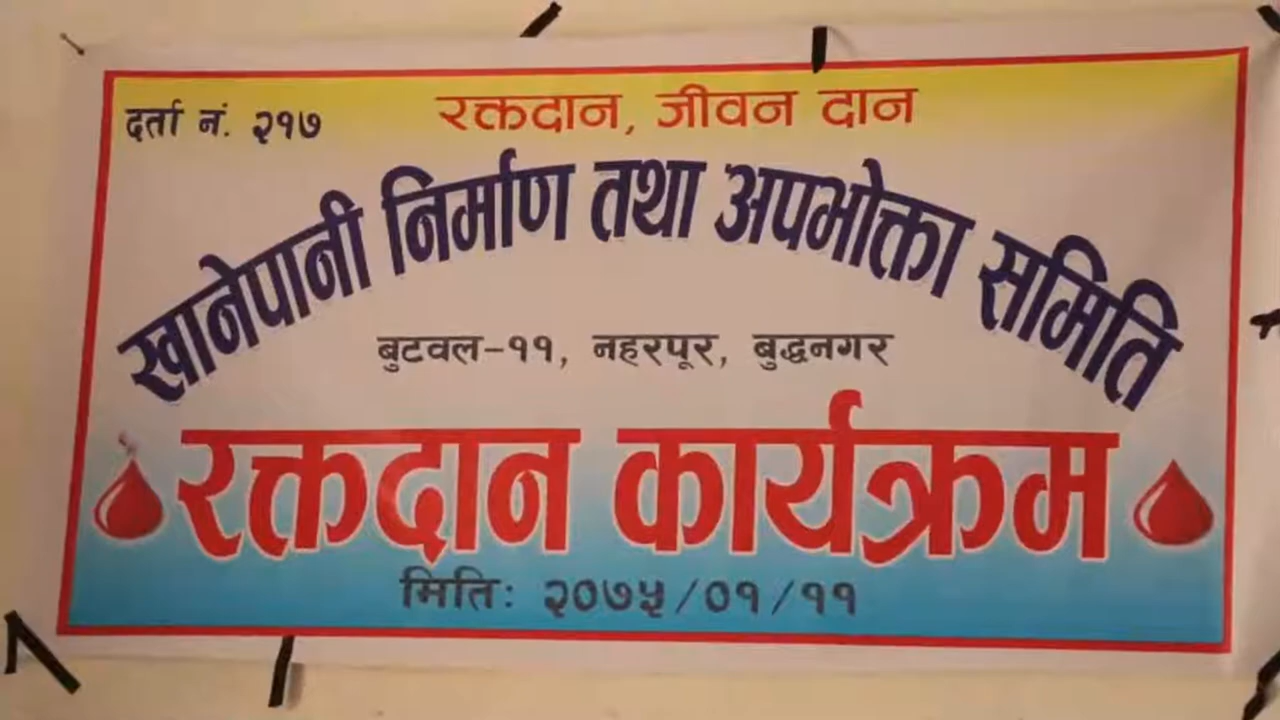 दर्ता नं. २१७
रक्तदान, जीवन दान
खानेपानी निर्माण तथा अपभोक्ता समिति
बुटवल-११, नहरपूर, बुद्धनगर
रक्तदान कार्यक्रम
मिति: २०७५/०१/११